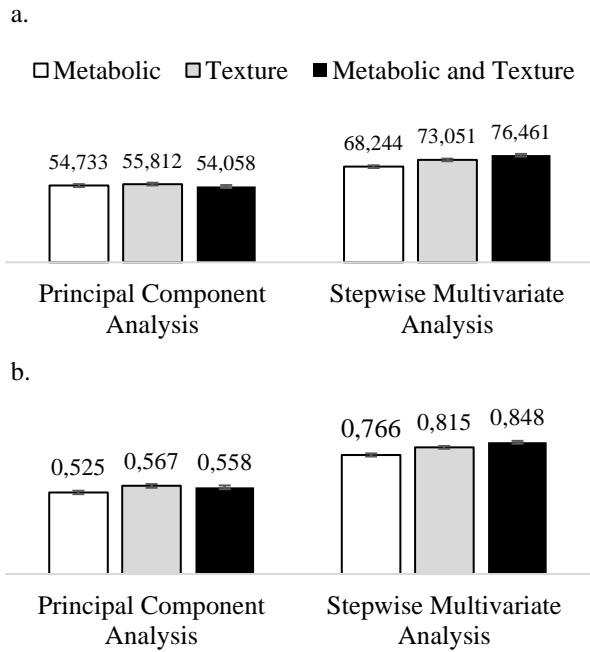 a.
Metabolic Texture Metabolic and Texture
54,733 55,812 54,058 68,244 73,051 76,461
Principal Component Analysis
Stepwise Multivariate Analysis
b.
0,525 0,567 0,558 0,766 0,815 0,848
Principal Component Analysis
Stepwise Multivariate Analysis